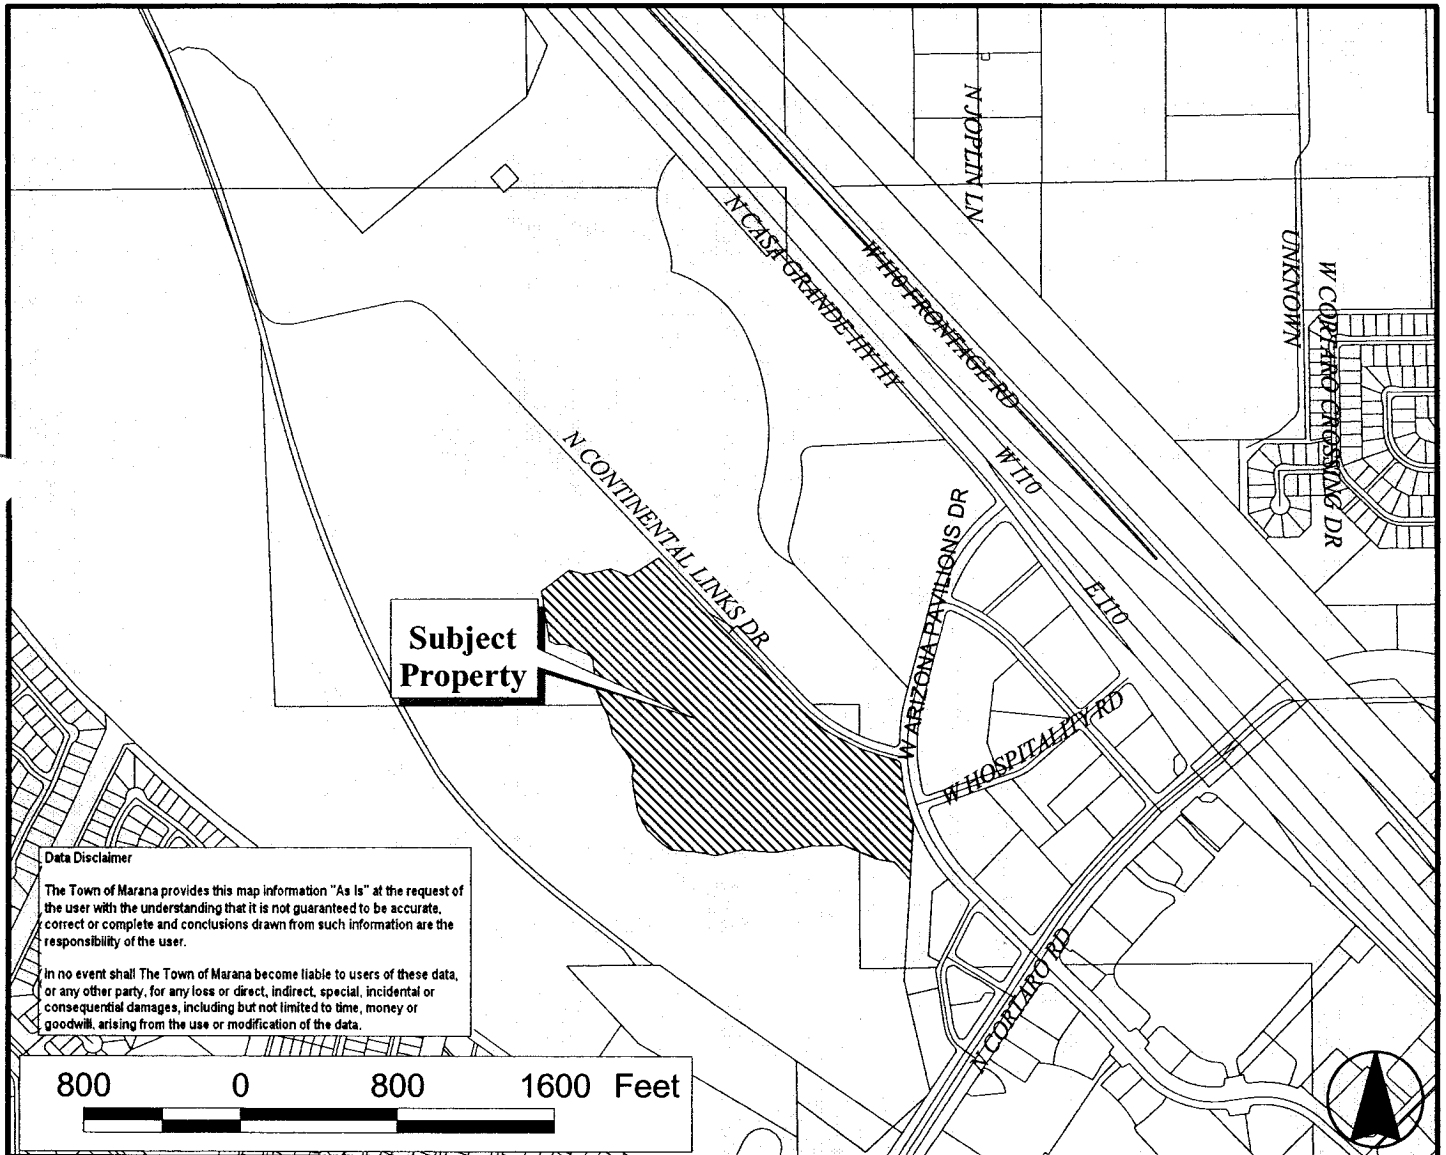 N JOPLIN LN
N CASA GRANDE HY HY
W I10 FRONTAGE RD
UNKNOWN
W CORTARO CROSSING DR
N CONTINENTAL LINKS DR
W I10
W ARIZONA PAVILIONS DR
E I10
Subject
Property
W HOSPITALITY RD
N CORTARO RD
Data Disclaimer
The Town of Marana provides this map information "As Is" at the request of
the user with the understanding that it is not guaranteed to be accurate,
correct or complete and conclusions drawn from such information are the
responsibility of the user.
In no event shall The Town of Marana become liable to users of these data,
or any other party, for any loss or direct, indirect, special, incidental or
consequential damages, including but not limited to time, money or
goodwill, arising from the use or modification of the data.
800 0 800 1600 Feet